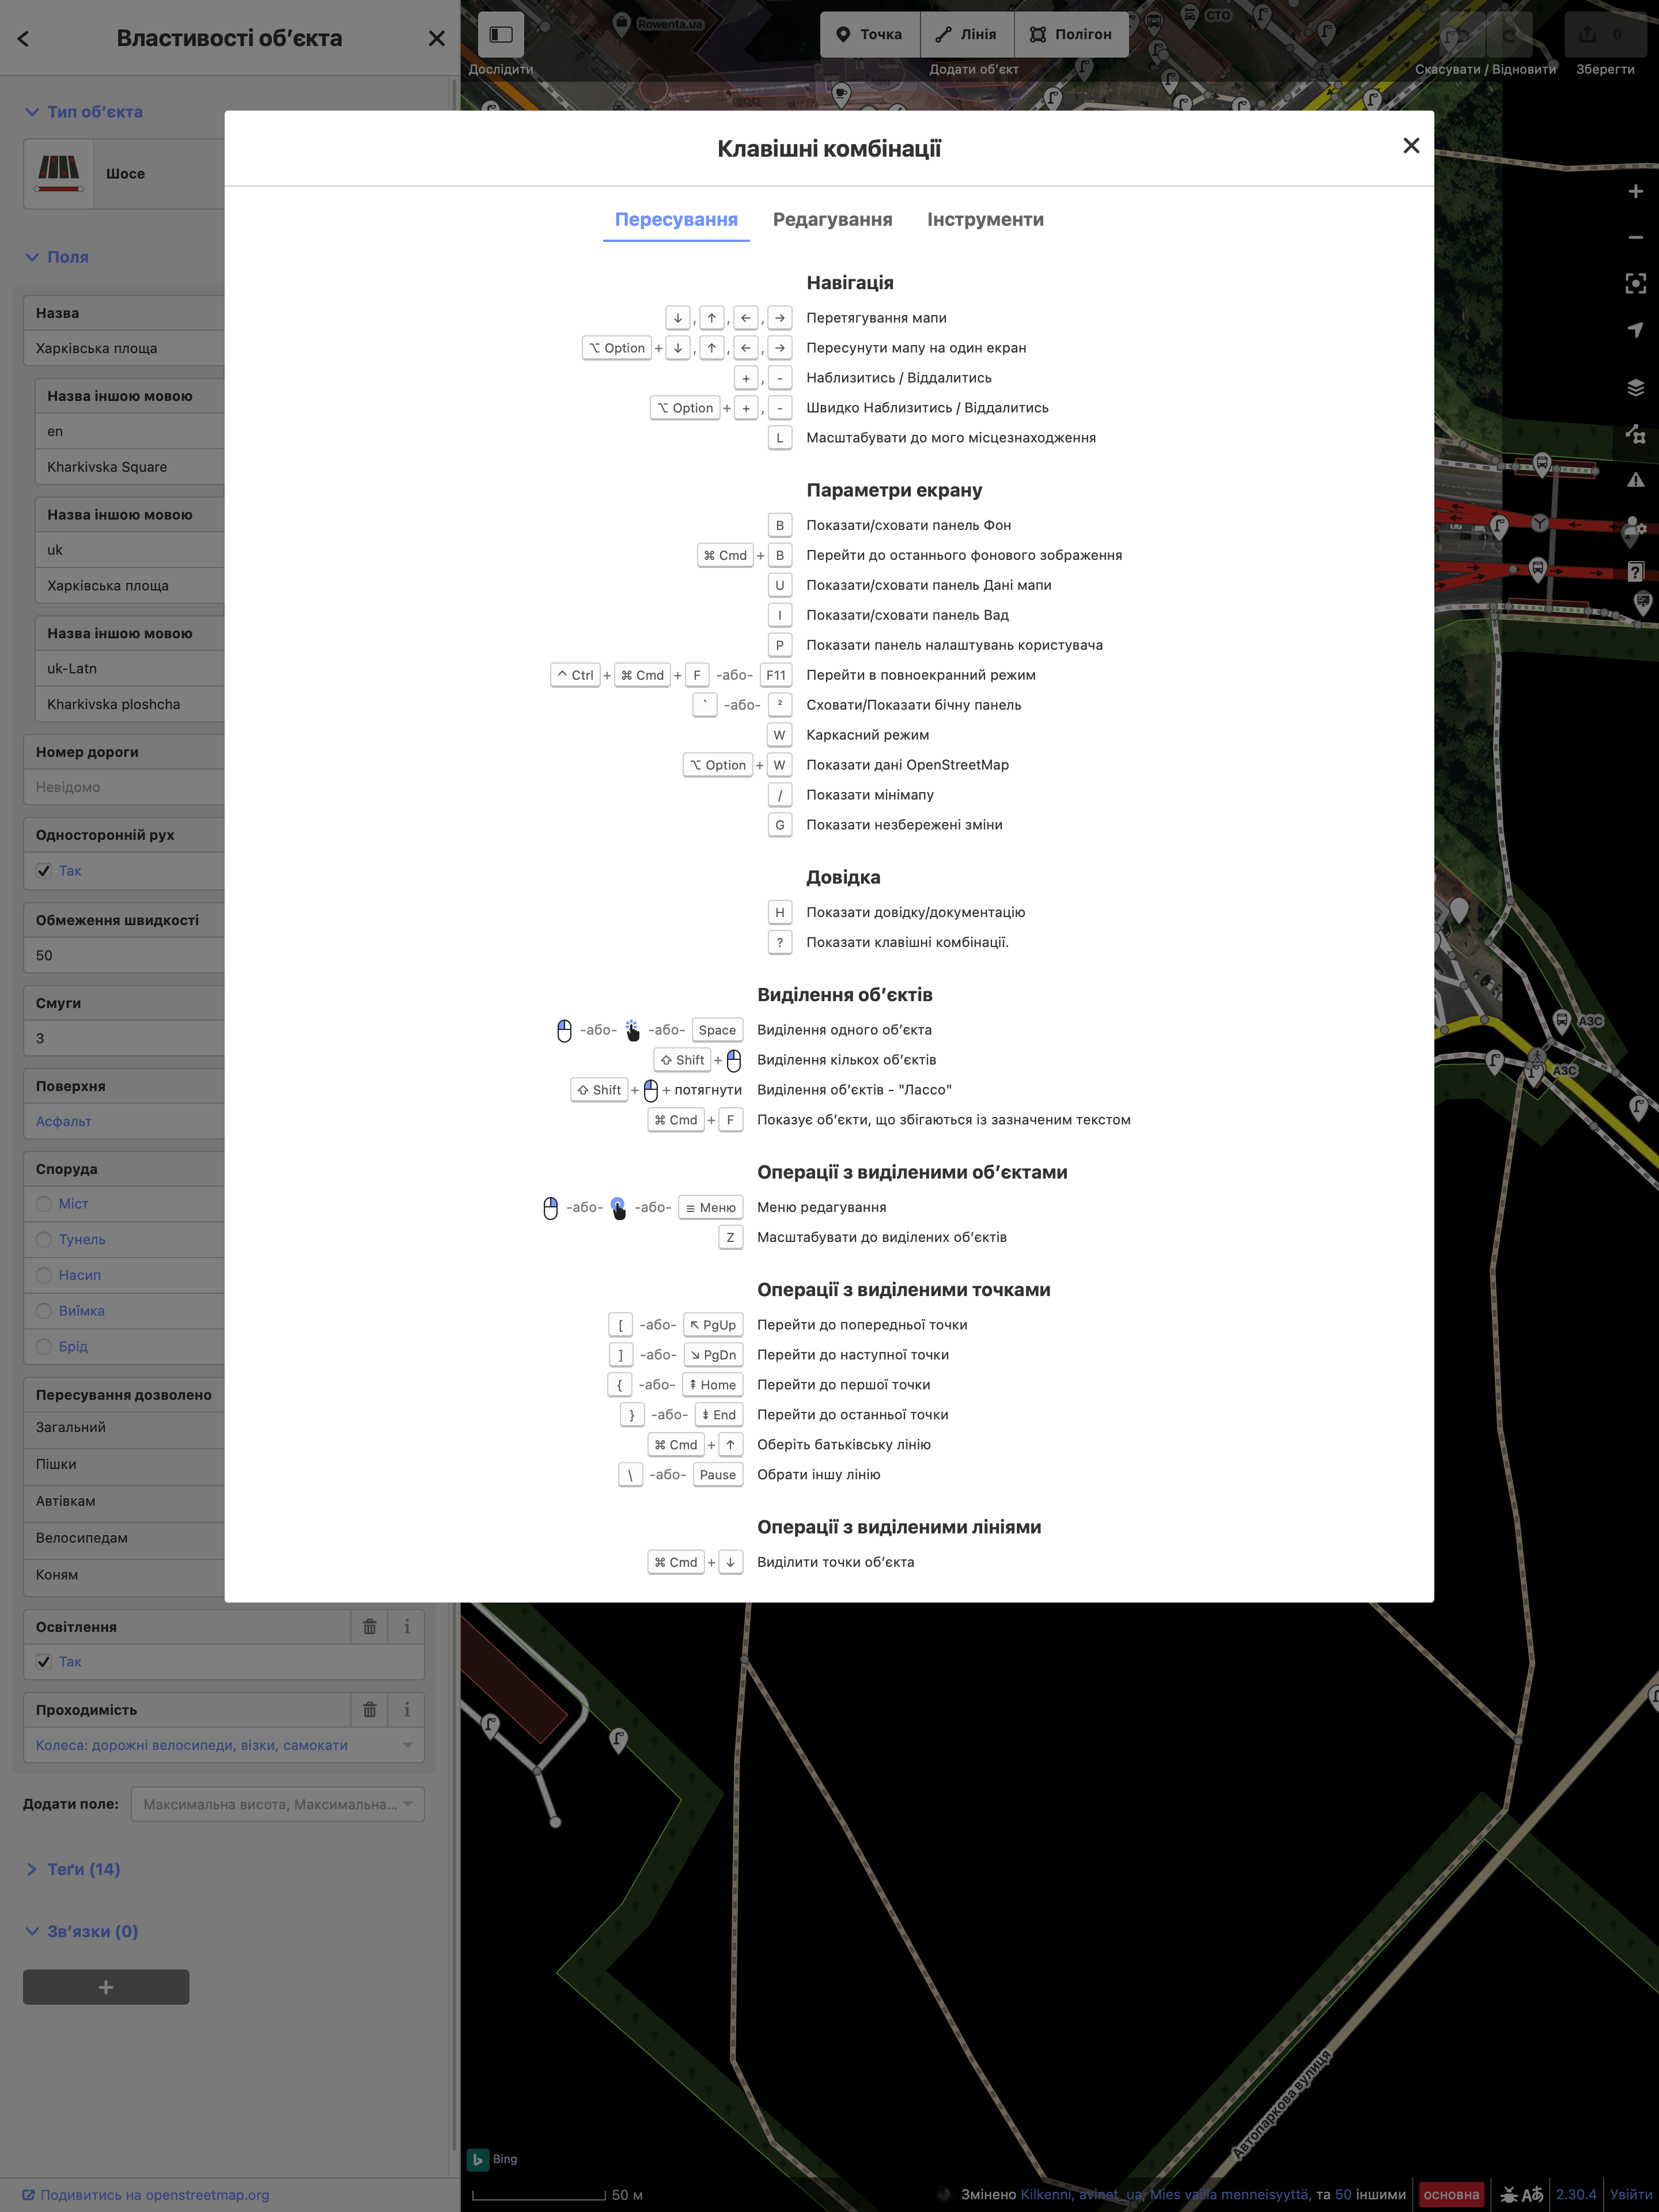 Властивості об'єкта
Тип об'єкта
Шосе
Поля
Назва
Харківська площа
Назва іншою мовою
en
Kharkivska Square
Назва іншою мовою
uk
Харківська площа
Назва іншою мовою
uk-Latn
Kharkivska ploshcha
Номер дороги
Невідомо
Односторонній рух
Так
Обмеження швидкості
50
Смуги
3
Поверхня
Асфальт
Споруда
Міст
Тунель
Насип
Виїмка
Брід
Пересування дозволено
Загальний
Пішки
Автівкам
Велосипедам
Коням
Освітлення
Так
Проходимість
Колеса: дорожні велосипеди, візки, самокати
Додати поле: Максимальна висота, Максимальна...
Теґи (14)
Зв'язки (0)
+
Подивитись на openstreetmap.org
Дослідити
Rowenta.ua
Точка Лінія Полігон
Додати об'єкт
СТО
Скасувати / Відновити
0
Зберегти
Клавішні комбінації
Пересування Редагування Інструменти
Навігація
↓ , ↑ , ← , → Перетягування мапи
⌥ Option + ↓ , ↑ , ← , → Пересунути мапу на один екран
+ , - Наблизитись / Віддалитись
⌥ Option + + , - Швидко Наблизитись / Віддалитись
L Масштабувати до мого місцезнаходження
Параметри екрану
B Показати/сховати панель Фон
⌘ Cmd + B Перейти до останнього фонового зображення
U Показати/сховати панель Дані мапи
I Показати/сховати панель Вад
P Показати панель налаштувань користувача
⌃ Ctrl + ⌘ Cmd + F -або- F11 Перейти в повноекранний режим
` -або- ² Сховати/Показати бічну панель
W Каркасний режим
⌥ Option + W Показати дані OpenStreetMap
/ Показати мінімапу
G Показати незбережені зміни
Довідка
H Показати довідку/документацію
? Показати клавішні комбінації.
Виділення об'єктів
-або- -або- Space Виділення одного об'єкта
⇧ Shift + Виділення кількох об'єктів
⇧ Shift + + потягнути Виділення об'єктів - "Лассо"
⌘ Cmd + F Показує об'єкти, що збігаються із зазначеним текстом
Операції з виділеними об'єктами
-або- -або- ≡ Меню Меню редагування
Z Масштабувати до виділених об'єктів
Операції з виділеними точками
[ -або- ↖ PgUp Перейти до попередньої точки
] -або- ↘ PgDn Перейти до наступної точки
{ -або- ⇞ Home Перейти до першої точки
} -або- ⇟ End Перейти до останньої точки
⌘ Cmd + ↑ Оберіть батьківську лінію
\ -або- Pause Обрати іншу лінію
Операції з виділеними лініями
⌘ Cmd + ↓ Виділити точки об'єкта
АЗС
АЗС
Автопаркова вулиця
Bing
50 м
Змінено Kilkenni, avinet_ua, Mies vailla menneisyyttä, та 50 іншими
основна
2.30.4
Увійти